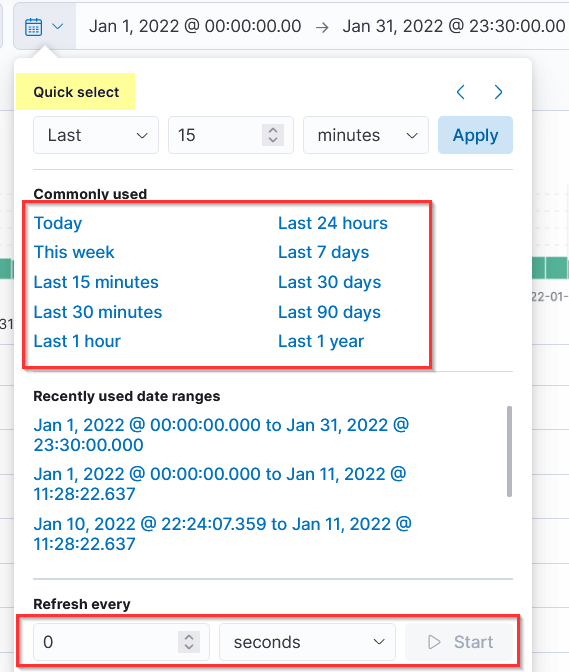 Jan 1, 2022 @ 00:00:00.00 → Jan 31, 2022 @ 23:30:00.00
Quick select
Last 15 minutes Apply
Commonly used
Today Last 24 hours
This week Last 7 days
Last 15 minutes Last 30 days
Last 30 minutes Last 90 days
Last 1 hour Last 1 year
22-01-
31
Recently used date ranges
Jan 1, 2022 @ 00:00:00.000 to Jan 31, 2022 @
23:30:00.000
Jan 1, 2022 @ 00:00:00.000 to Jan 11, 2022 @
11:28:22.637
Jan 10, 2022 @ 22:24:07.359 to Jan 11, 2022 @
11:28:22.637
Refresh every
0 seconds Start